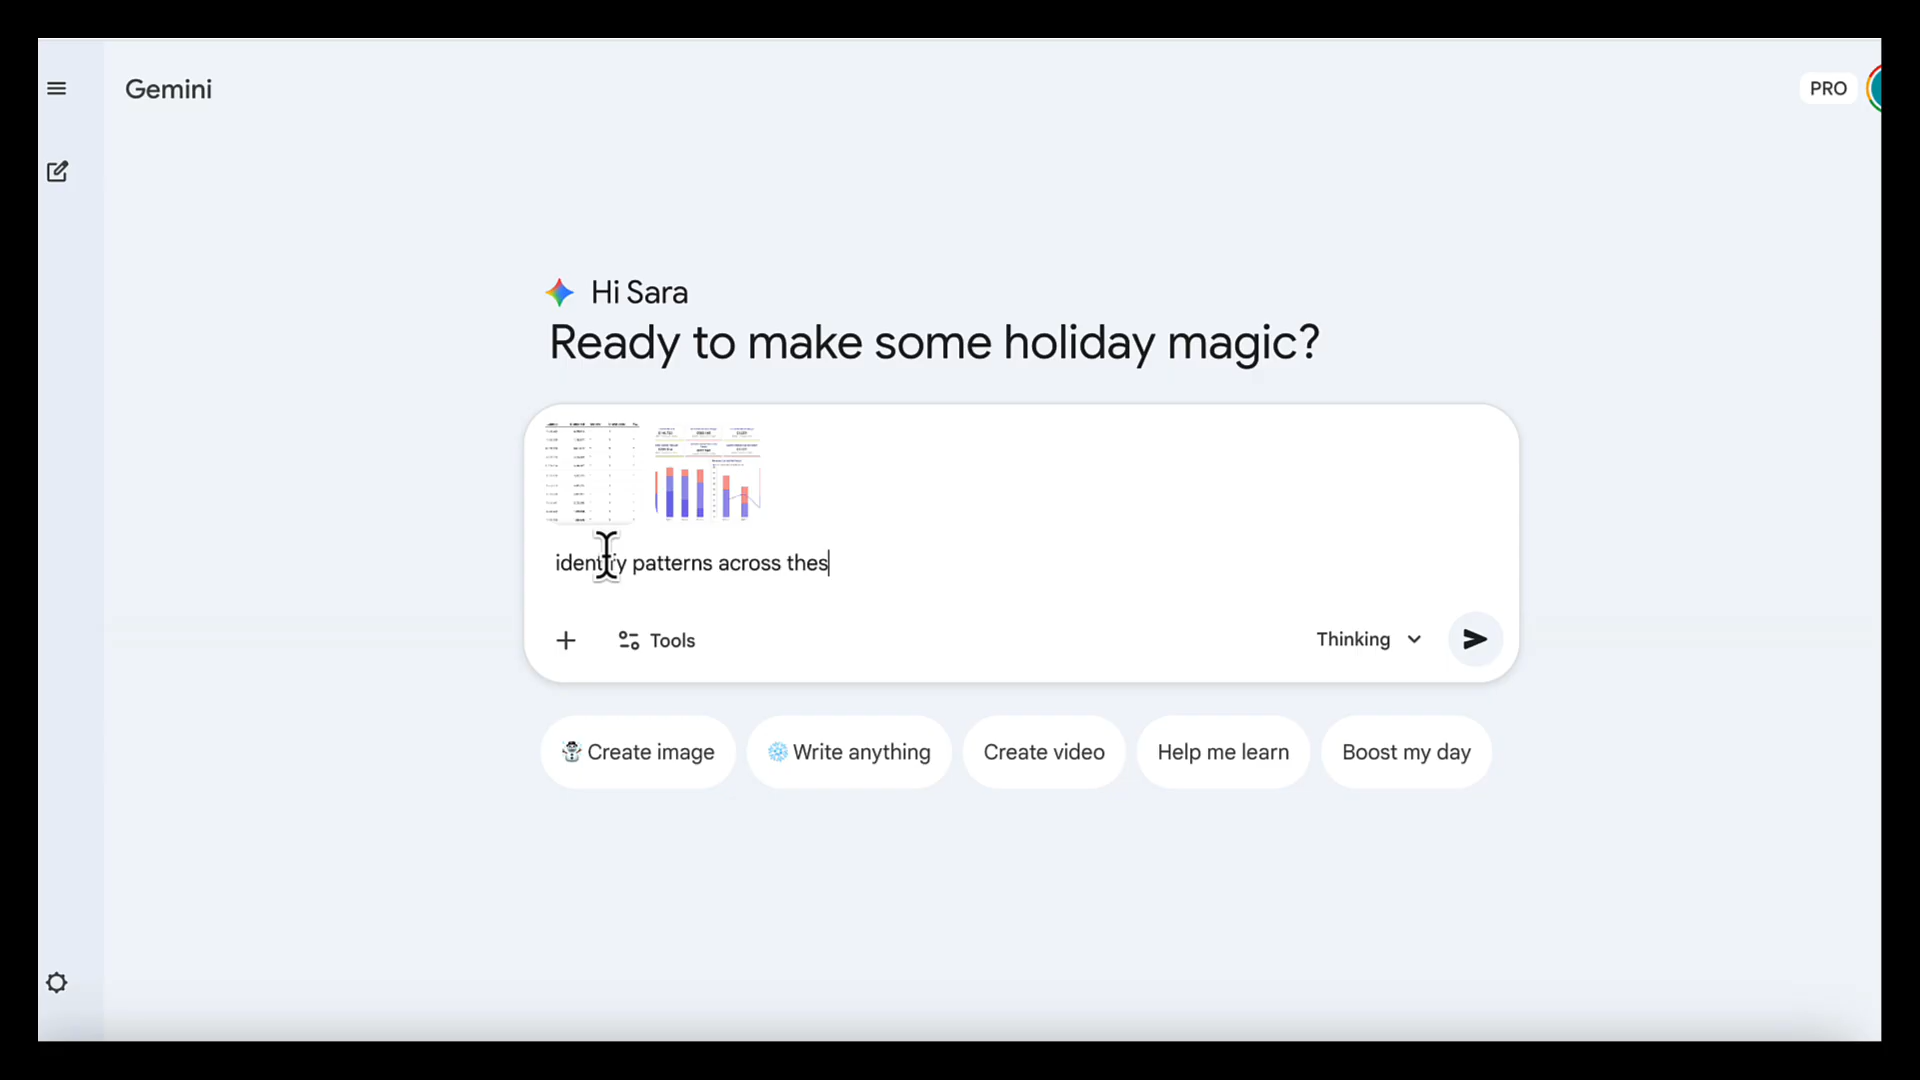 Gemini
PRO
Hi Sara
Ready to make some holiday magic?
identify patterns across thes
Tools
Thinking
Create image
Write anything
Create video
Help me learn
Boost my day